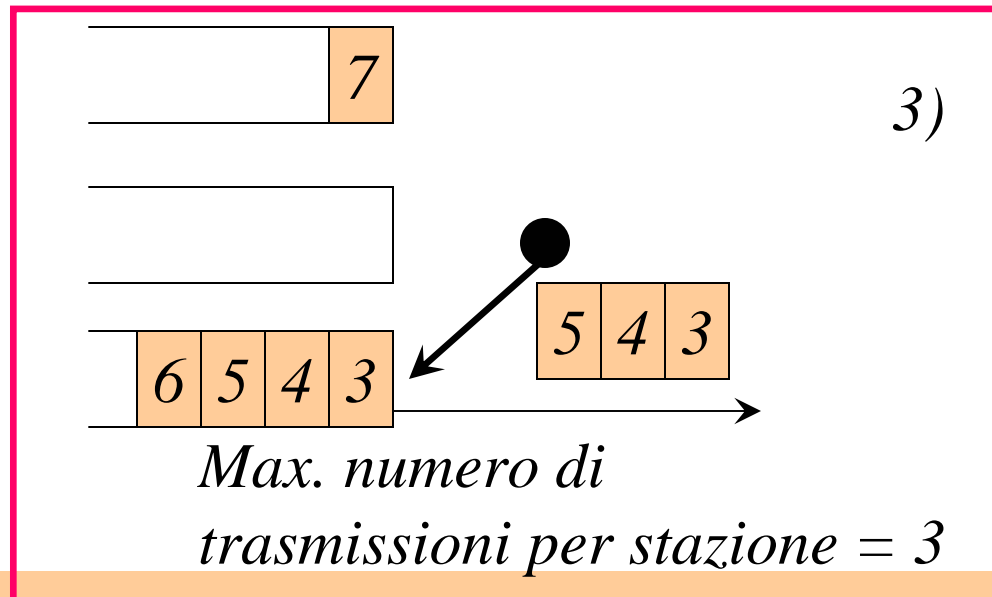 7
3)
5 4 3
6 5 4 3
Max. numero di
trasmissioni per stazione = 3